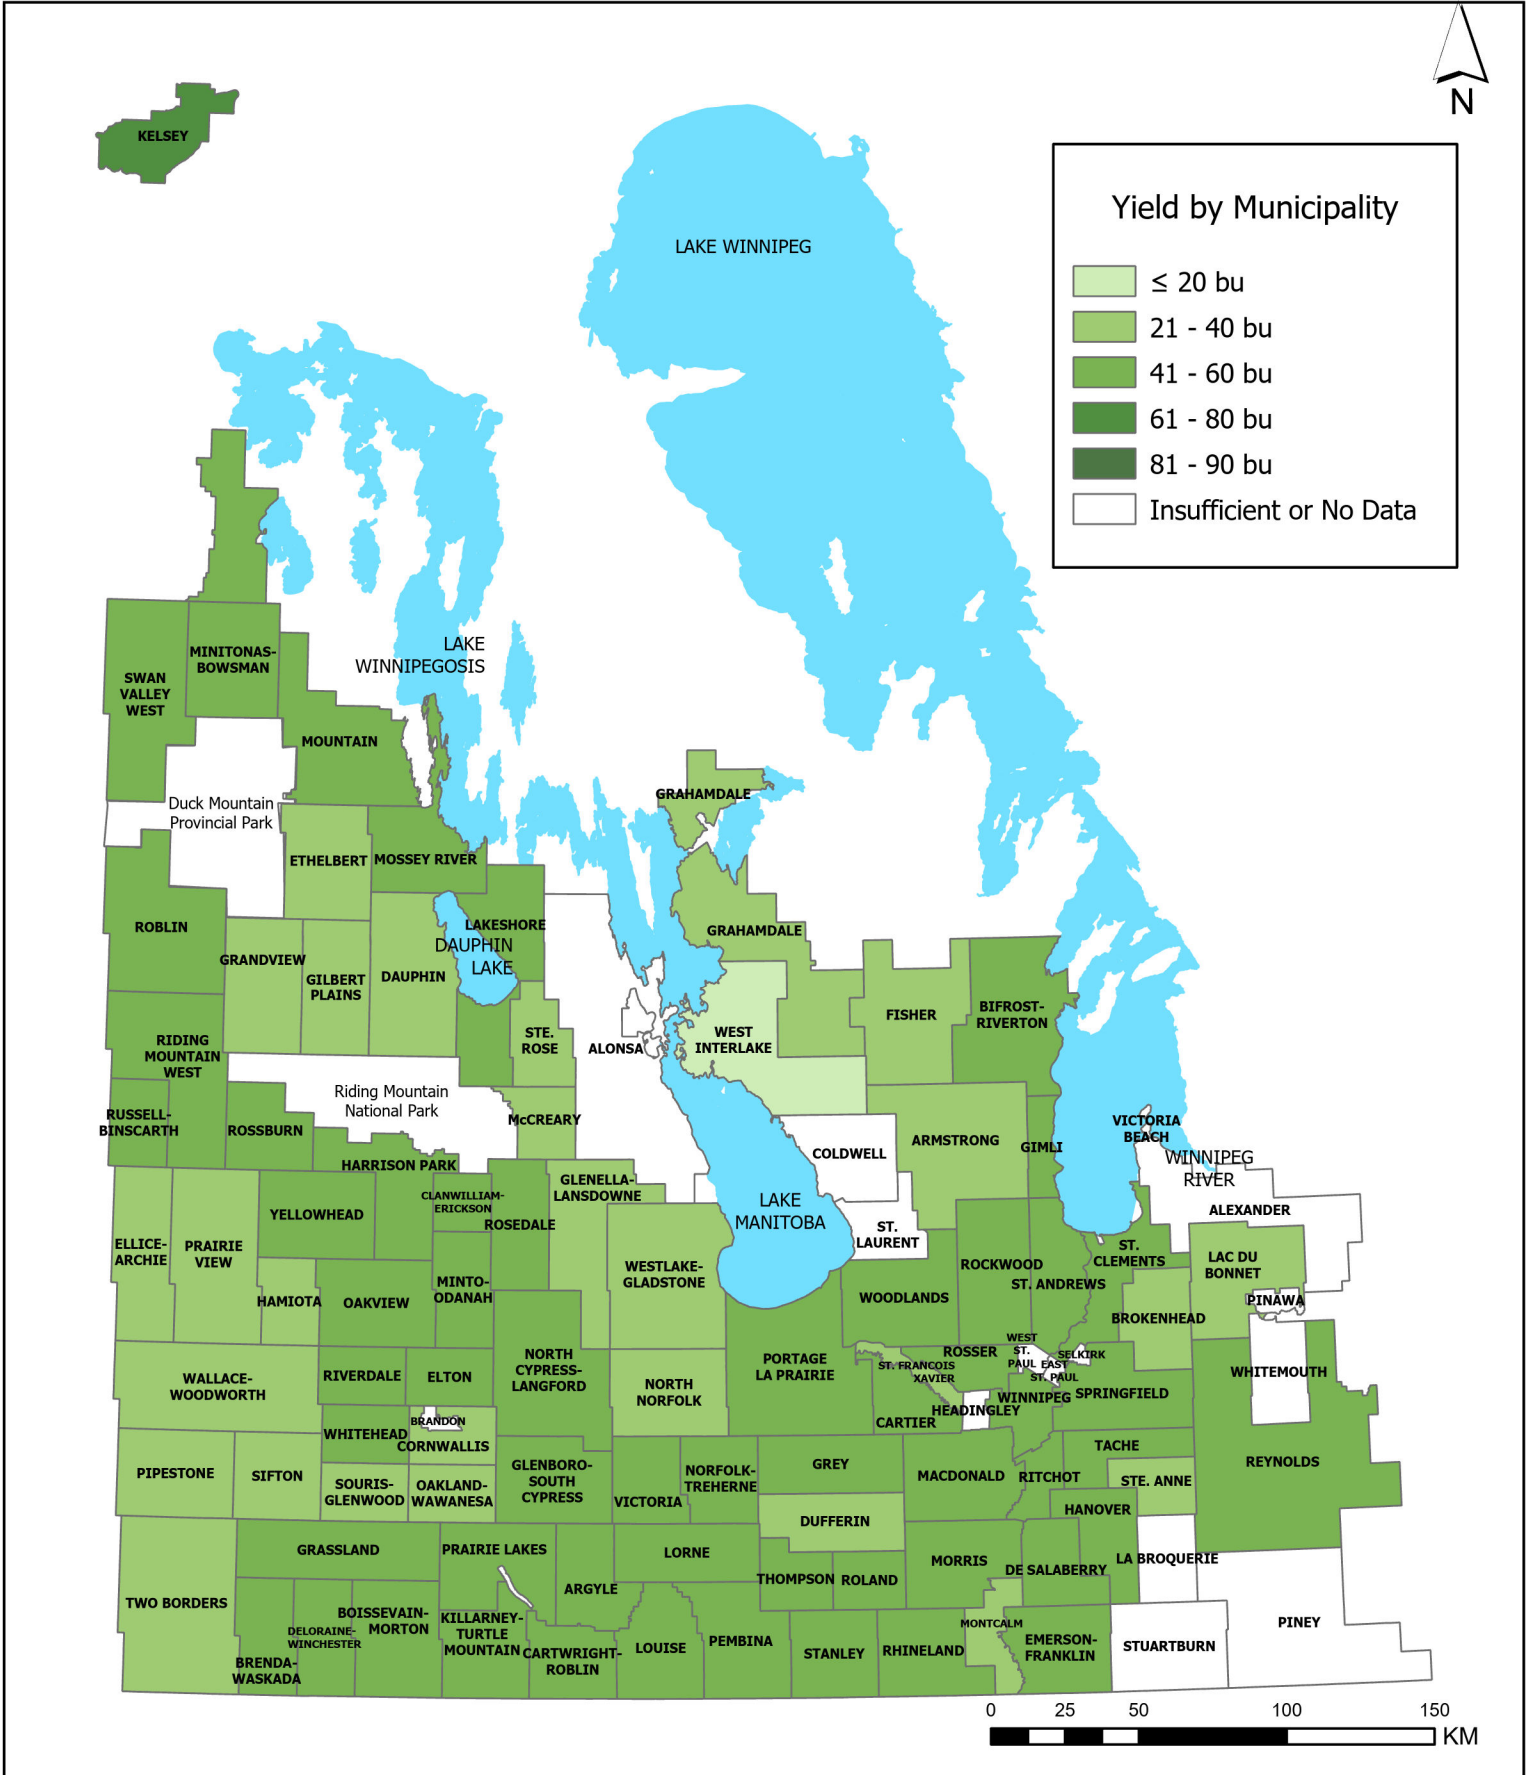 N
KELSEY
Yield by Municipality
≤ 20 bu
21 - 40 bu
41 - 60 bu
61 - 80 bu
81 - 90 bu
Insufficient or No Data
LAKE WINNIPEG
LAKE
WINNIPEGOSIS
MINITONAS-
BOWSMAN
SWAN
VALLEY
WEST
MOUNTAIN
Duck Mountain
Provincial Park
GRAHAMDALE
ETHELBERT
MOSSEY RIVER
ROBLIN
LAKESHORE
DAUPHIN
LAKE
GRAHAMDALE
GRANDVIEW
GILBERT
PLAINS
DAUPHIN
FISHER
BIFROST-
RIVERTON
RIDING
MOUNTAIN
WEST
STE.
ROSE
ALONSA
WEST
INTERLAKE
Riding Mountain
National Park
RUSSELL-
BINSCARTH
ROSSBURN
McCREARY
VICTORIA
BEACH
ARMSTRONG
GIMLI
COLDWELL
HARRISON PARK
WINNIPEG
RIVER
GLENELLA-
LANSDOWNE
CLANWILLIAM-
ERICKSON
ROSEDALE
YELLOWHEAD
LAKE
MANITOBA
ST.
LAURENT
ALEXANDER
ELLICE-
ARCHIE
PRAIRIE
VIEW
ST.
CLEMENTS
LAC DU
BONNET
ROCKWOOD
ST. ANDREWS
WESTLAKE-
GLADSTONE
MINTO-
ODANAH
HAMIOTA
OAKVIEW
WOODLANDS
PINAWA
BROKENHEAD
WEST
ST.
PAUL
EAST
ST. PAUL
SELKIRK
ROSSER
ST. FRANCOIS
XAVIER
NORTH
CYPRESS-
LANGFORD
PORTAGE
LA PRAIRIE
WHITEMOUTH
WALLACE-
WOODWORTH
RIVERDALE
ELTON
NORTH
NORFOLK
WINNIPEG
SPRINGFIELD
HEADINGLEY
CARTIER
BRANDON
WHITEHEAD
CORNWALLIS
TACHE
REYNOLDS
PIPESTONE
SIFTON
GLENBORO-
SOUTH
CYPRESS
NORFOLK-
TREHERNE
GREY
MACDONALD
RITCHOT
STE. ANNE
SOURIS-
GLENWOOD
OAKLAND-
WAWANESA
VICTORIA
HANOVER
DUFFERIN
GRASSLAND
PRAIRIE LAKES
LORNE
MORRIS
DE SALABERRY
LA BROQUERIE
ARGYLE
THOMPSON
ROLAND
TWO BORDERS
BOISSEVAIN-
MORTON
DELORAINE-
WINCHESTER
KILLARNEY-
TURTLE
MOUNTAIN
MONTCALM
PINEY
BRENDA-
WASKADA
CARTWRIGHT-
ROBLIN
LOUISE
PEMBINA
STANLEY
RHINELAND
EMERSON-
FRANKLIN
STUARTBURN
0 25 50 100 150
KM